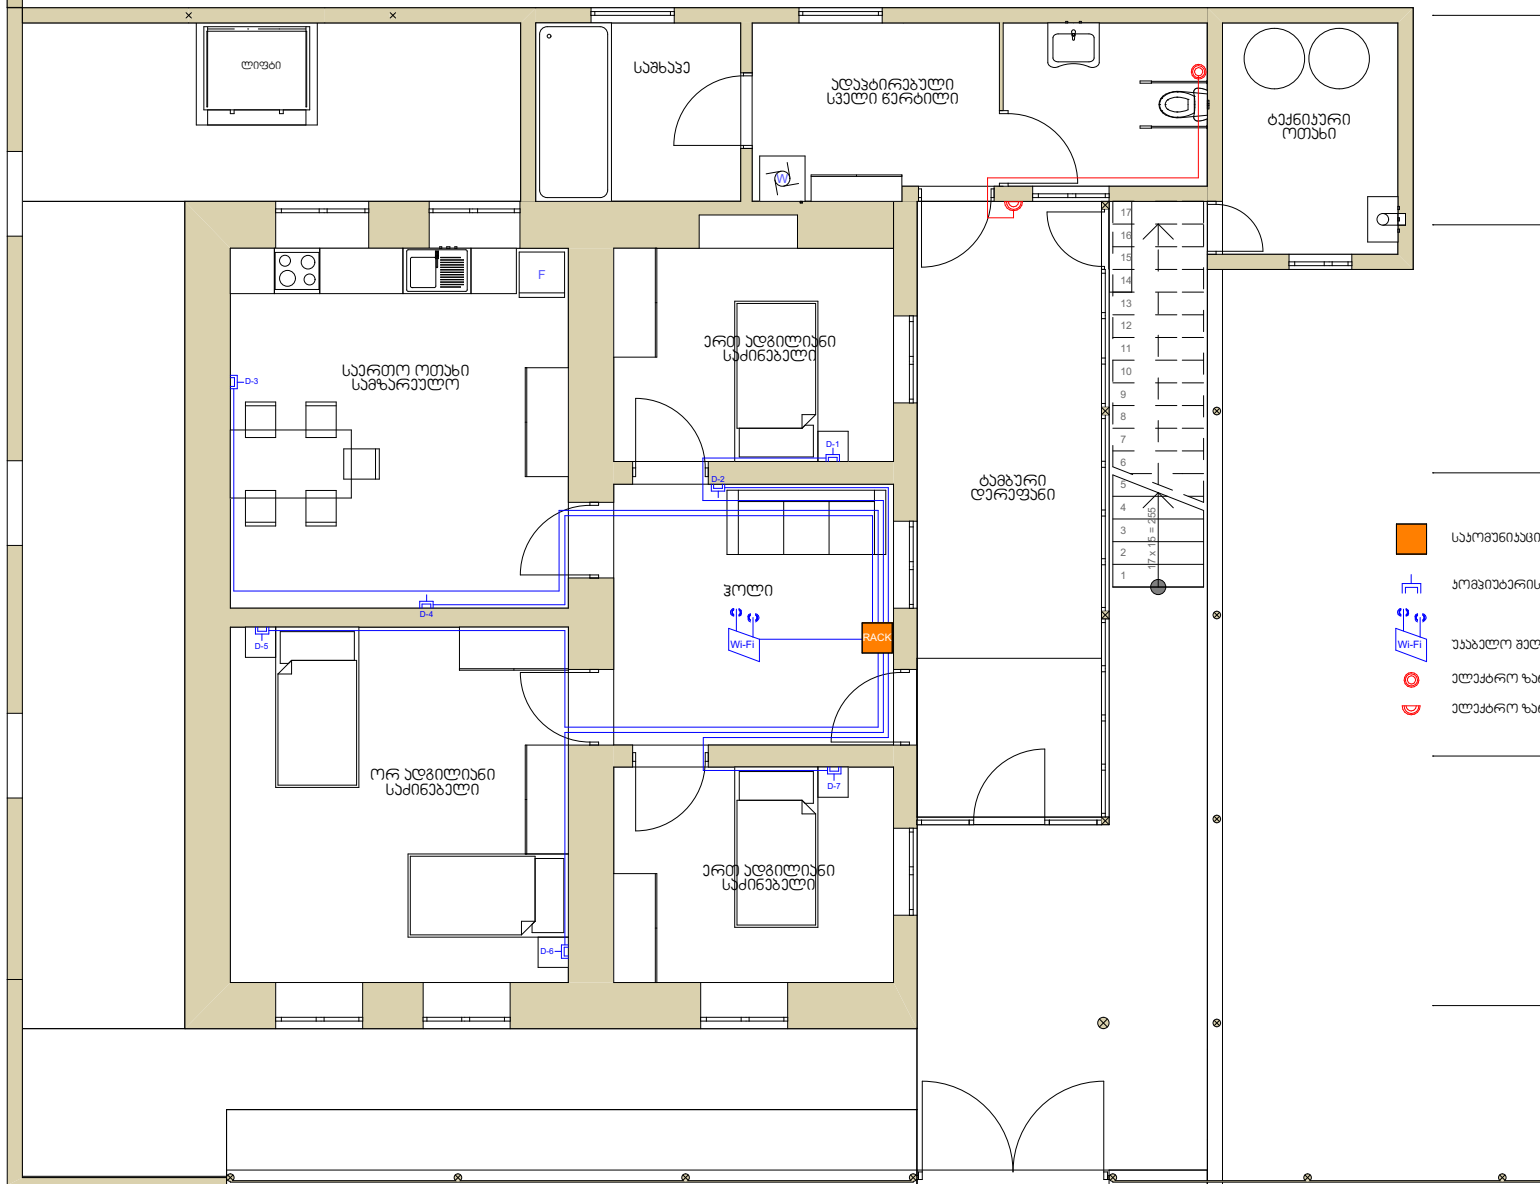 ლიფტი
საშხაპე
ადაპტირებული
სველი წერტილი
ტექნიკური
ოთახი
W
F
17
16
15
14
13
12
11
10
9
8
7
6
5
4
3
2
1
17 x 15 = 255
საერთო ოთახი
სამზარეულო
ერთ ადგილიანი
საძინებელი
D-3
D-1
D-2
ტამბური
დერეფანი
ჰოლი
D-4
D-5
Wi-Fi
RACK
ორ ადგილიანი
საძინებელი
D-7
ერთ ადგილიანი
საძინებელი
D-6
Wi-Fi